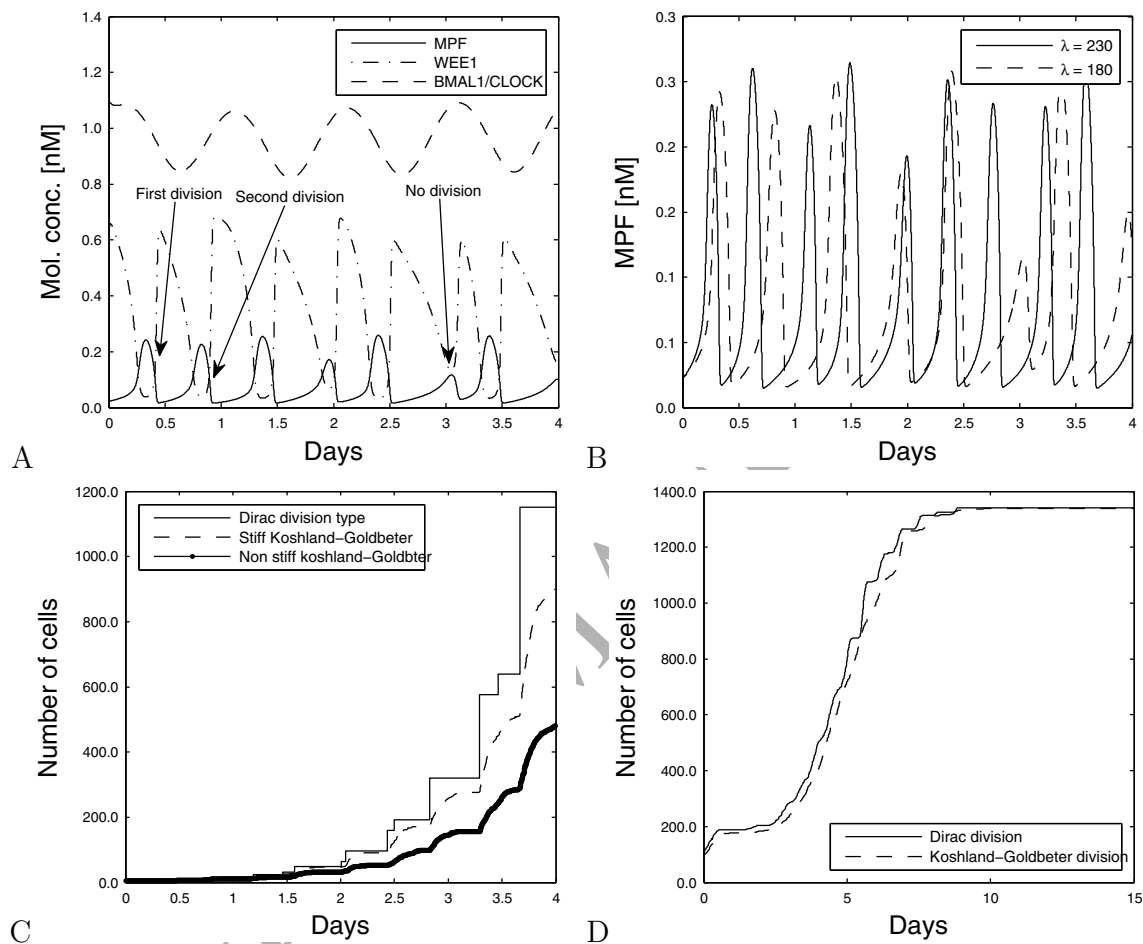 1.4
1.2
1.0
0.8
0.6
0.4
0.2
0.0
Mol. conc. [nM]
MPF
WEE1
BMAL1/CLOCK
First division
Second division
No division
0 0.5 1 1.5 2 2.5 3 3.5 4
Days
A
0.3
0.3
0.2
0.2
0.1
0.1
0.0
MPF [nM]
λ = 230
λ = 180
0 0.5 1 1.5 2 2.5 3 3.5 4
Days
B
1200.0
1000.0
800.0
600.0
400.0
200.0
0.0
Number of cells
Dirac division type
Stiff Koshland−Goldbeter
Non stiff koshland−Goldbter
0 0.5 1 1.5 2 2.5 3 3.5 4
Days
C
1400.0
1200.0
1000.0
800.0
600.0
400.0
200.0
0.0
Number of cells
Dirac division
Koshland−Goldbeter division
0 5 10 15
Days
D